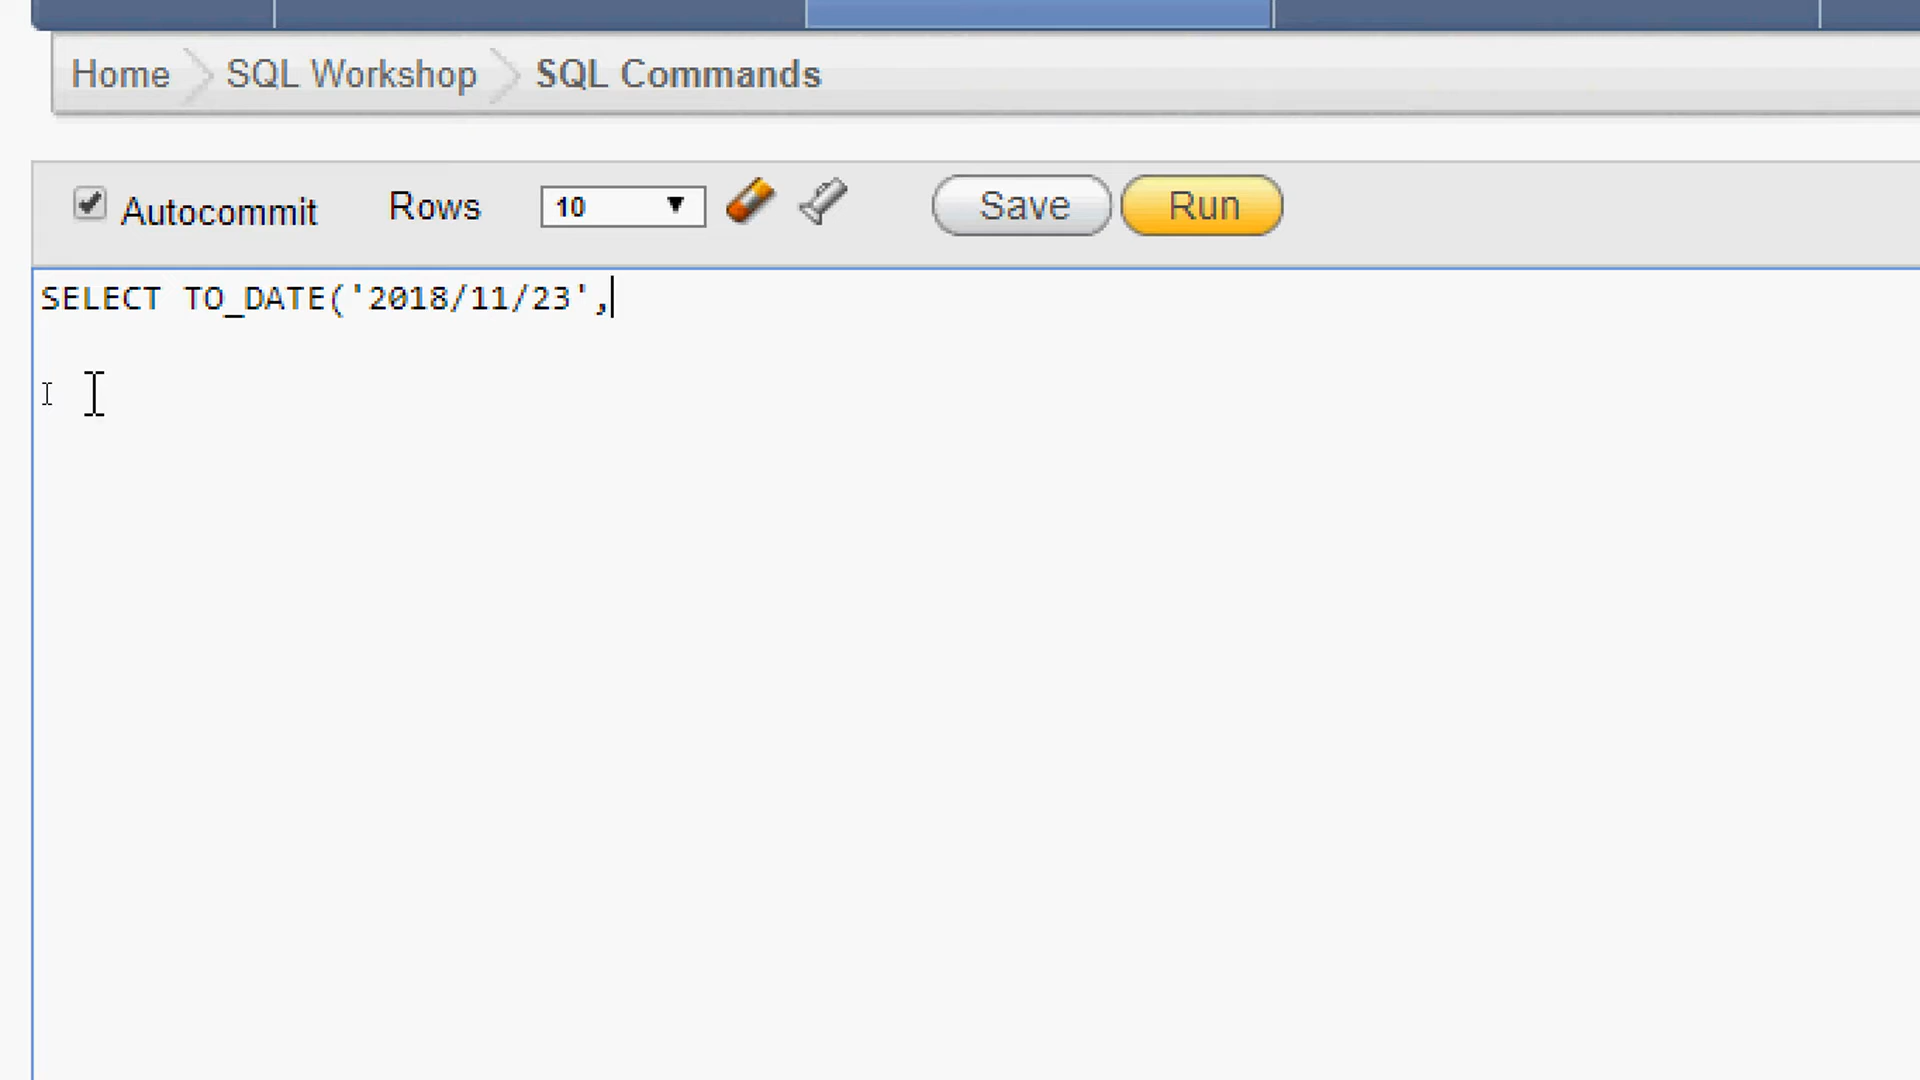 Home SQL Workshop SQL Commands
Autocommit Rows 10 Save Run
SELECT TO_DATE('2018/11/23',